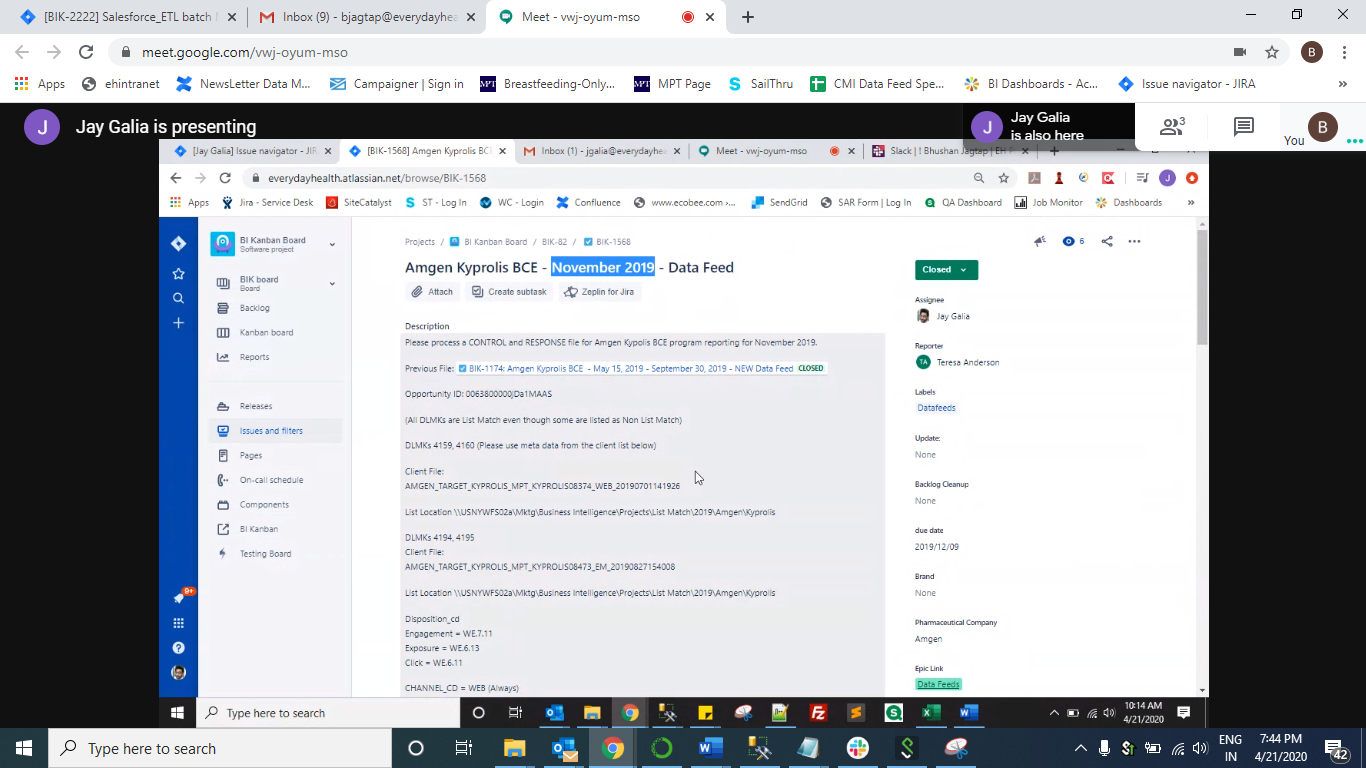 [BIK-2222] Salesforce_ETL batch
Inbox (9) - bjagtap@everydayhea
Meet - vwj-oyum-mso
meet.google.com/vwj-oyum-mso
B
Apps
ehintranet
NewsLetter Data M...
Campaigner | Sign in
MPT
Breastfeeding-Only...
MPT
MPT Page
SailThru
CMI Data Feed Spe...
BI Dashboards - Ac...
Issue navigator - JIRA
»
J
Jay Galia is presenting
J
Jay Galia
is also here
3
You
B
[Jay Galia] Issue navigator - JIR
[BIK-1568] Amgen Kyprolis BCE
Inbox (1) - jgalia@everydayhea
Meet - vwj-oyum-mso
Slack | ! Bhushan Jagtap | EH P
everydayhealth.atlassian.net/browse/BIK-1568
J
Apps
Jira - Service Desk
SiteCatalyst
ST - Log In
WC - Login
Confluence
www.ecobee.com ›...
SendGrid
SAR Form | Log In
QA Dashboard
Job Monitor
Dashboards
»
BI Kanban Board
Software project
BIK board
Board
Backlog
Kanban board
Reports
Releases
Issues and filters
Pages
On-call schedule
Components
BI Kanban
Testing Board
9+
Projects / BI Kanban Board / BIK-82 / BIK-1568
6
Amgen Kyprolis BCE - November 2019 - Data Feed
Attach
Create subtask
Zeplin for Jira
Description
Please process a CONTROL and RESPONSE file for Amgen Kypolis BCE program reporting for November 2019.
Previous File: BIK-1174: Amgen Kyprolis BCE - May 15, 2019 - September 30, 2019 - NEW Data Feed CLOSED
Opportunity ID: 0063800000jDa1MAAS
(All DLMKs are List Match even though some are listed as Non List Match)
DLMKs 4159, 4160 (Please use meta data from the client list below)
Client File:
AMGEN_TARGET_KYPROLIS_MPT_KYPROLIS08374_WEB_20190701141926
List Location \\USNYWFS02a\Mktg\Business Intelligence\Projects\List Match\2019\Amgen\Kyprolis
DLMKs 4194, 4195
Client File:
AMGEN_TARGET_KYPROLIS_MPT_KYPROLIS08473_EM_20190827154008
List Location \\USNYWFS02a\Mktg\Business Intelligence\Projects\List Match\2019\Amgen\Kyprolis
Disposition_cd
Engagement = WE.7.11
Exposure = WE.6.13
Click = WE.6.11
CHANNEL_CD = WEB (Always)
Closed
Assignee
Jay Galia
Reporter
TA
Teresa Anderson
Labels
Datafeeds
Update:
None
Backlog Cleanup
None
due date
2019/12/09
Brand
None
Pharmaceutical Company
Amgen
Epic Link
Data Feeds
Type here to search
10:14 AM
4/21/2020
Type here to search
ENG
IN
7:44 PM
4/21/2020
42